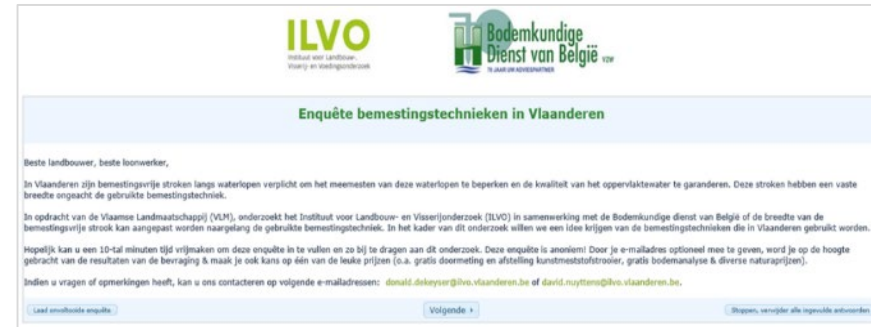 ILVO
Instituut voor Landbouw-,
Visserij- en Voedingsonderzoek
Bodemkundige
Dienst van België vzw
75 JAAR UW ADVIESPARTNER
Enquête bemestingstechnieken in Vlaanderen
Beste landbouwer, beste loonwerker,
In Vlaanderen zijn bemestingsvrije stroken langs waterlopen verplicht om het meemesten van deze waterlopen te beperken en de kwaliteit van het oppervlaktewater te garanderen. Deze stroken hebben een vaste
breedte ongeacht de gebruikte bemestingstechniek.
In opdracht van de Vlaamse Landmaatschappij (VLM), onderzoekt het Instituut voor Landbouw- en Visserijonderzoek (ILVO) in samenwerking met de Bodemkundige dienst van België of de breedte van de
bemestingsvrije strook kan aangepast worden naargelang de gebruikte bemestingstechniek. In het kader van dit onderzoek willen we een idee krijgen van de bemestingstechnieken die in Vlaanderen gebruikt worden.
Hopelijk kan u een 10-tal minuten tijd vrijmaken om deze enquête in te vullen en zo bij te dragen aan dit onderzoek. Deze enquête is anoniem! Door je e-mailadres optioneel mee te geven, word je op de hoogte
gebracht van de resultaten van de bevraging & maak je ook kans op één van de leuke prijzen (o.a. gratis doormeting en afstelling kunstmeststofstrooier, gratis bodemanalyse & diverse naturaprijzen).
Indien u vragen of opmerkingen heeft, kan u ons contacteren op volgende e-mailadressen: donald.dekeyser@ilvo.vlaanderen.be of david.nuyttens@ilvo.vlaanderen.be.
Laad onvoltooide enquête
Volgende ›
Stoppen, verwijder alle ingevulde antwoorden